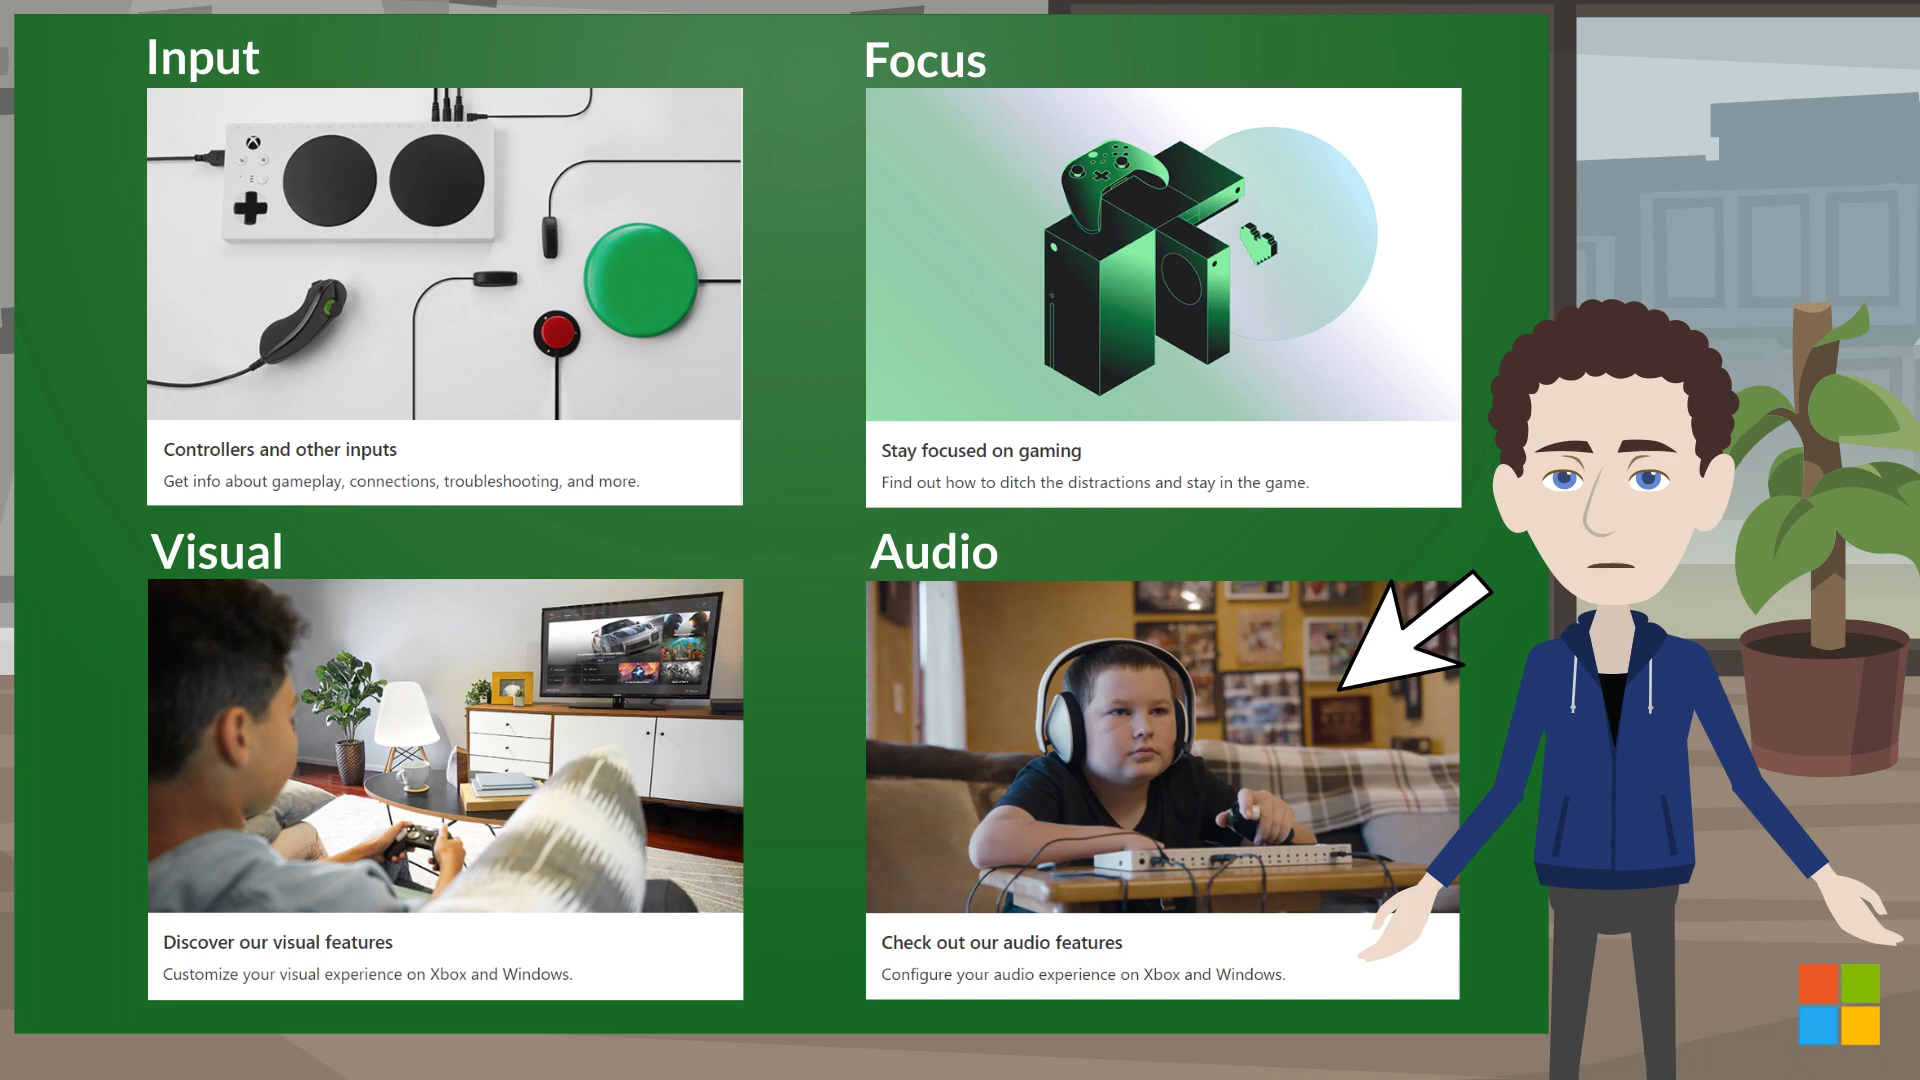 Input
Controllers and other inputs
Get info about gameplay, connections, troubleshooting, and more.
Focus
Stay focused on gaming
Find out how to ditch the distractions and stay in the game.
Visual
Discover our visual features
Customize your visual experience on Xbox and Windows.
Audio
Check out our audio features
Configure your audio experience on Xbox and Windows.